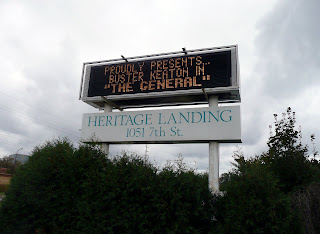 PROUDLY PRESENTS...
BUSTER KEATON IN
"THE GENERAL"
HERITAGE LANDING
1051 7th St.